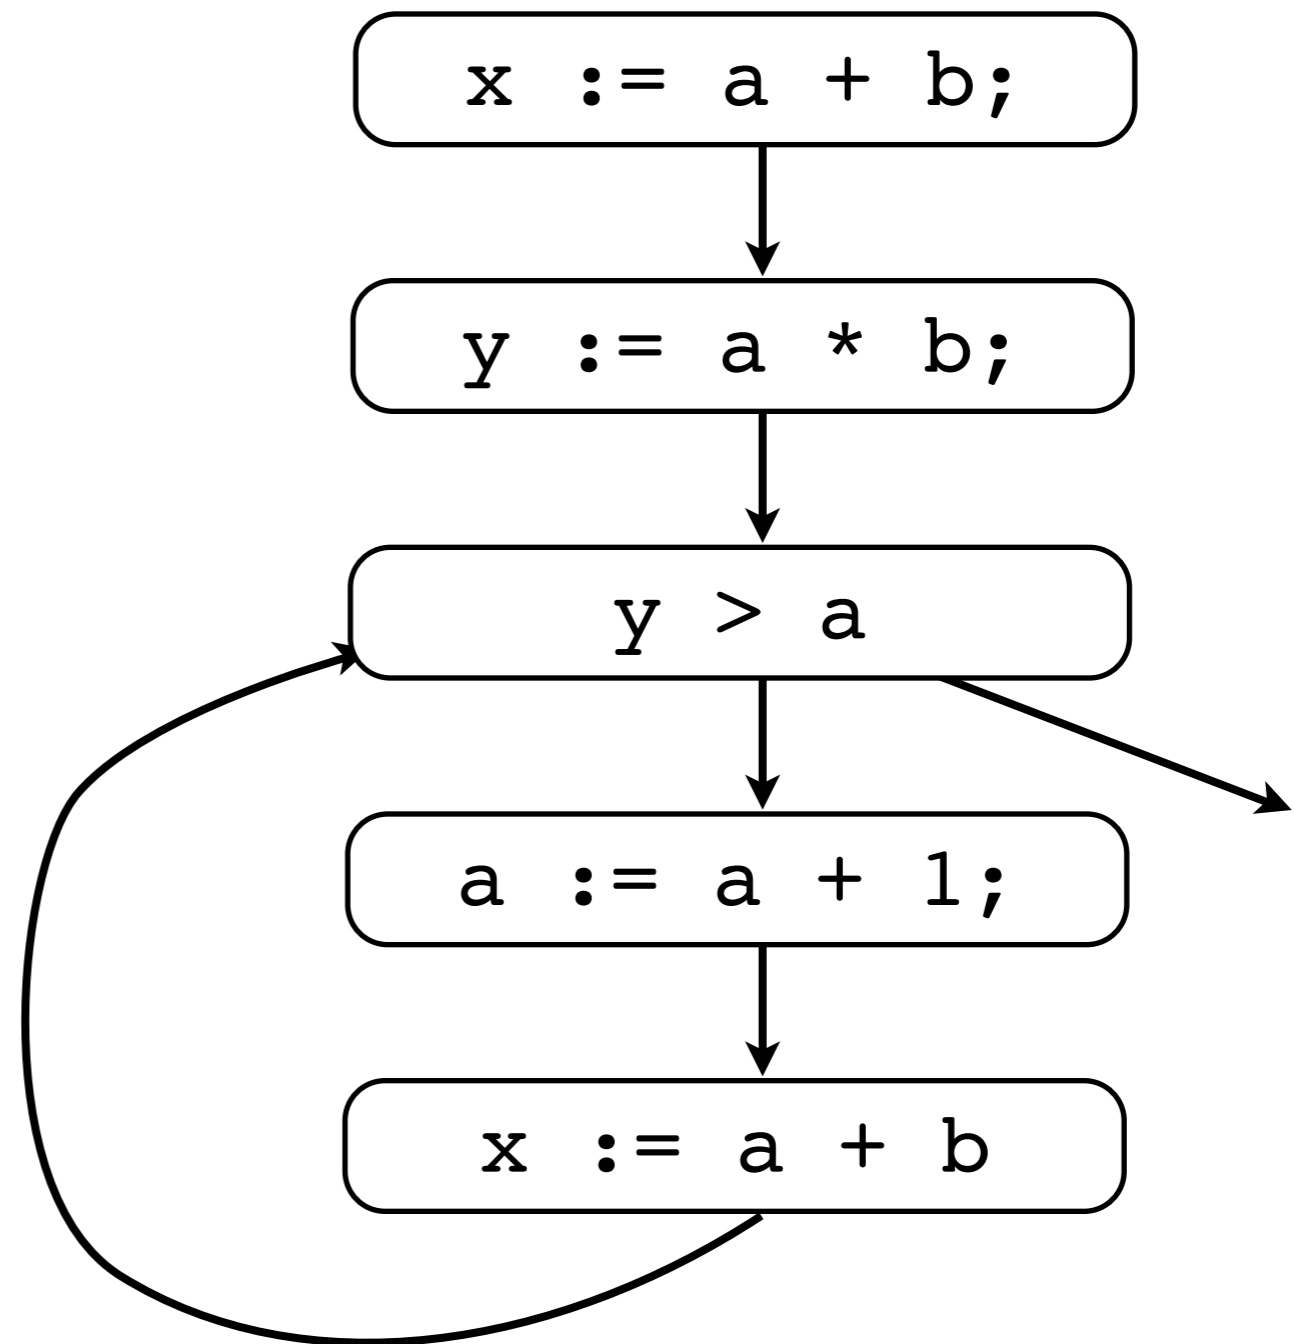 x := a + b;
y := a * b;
y > a
a := a + 1;
x := a + b